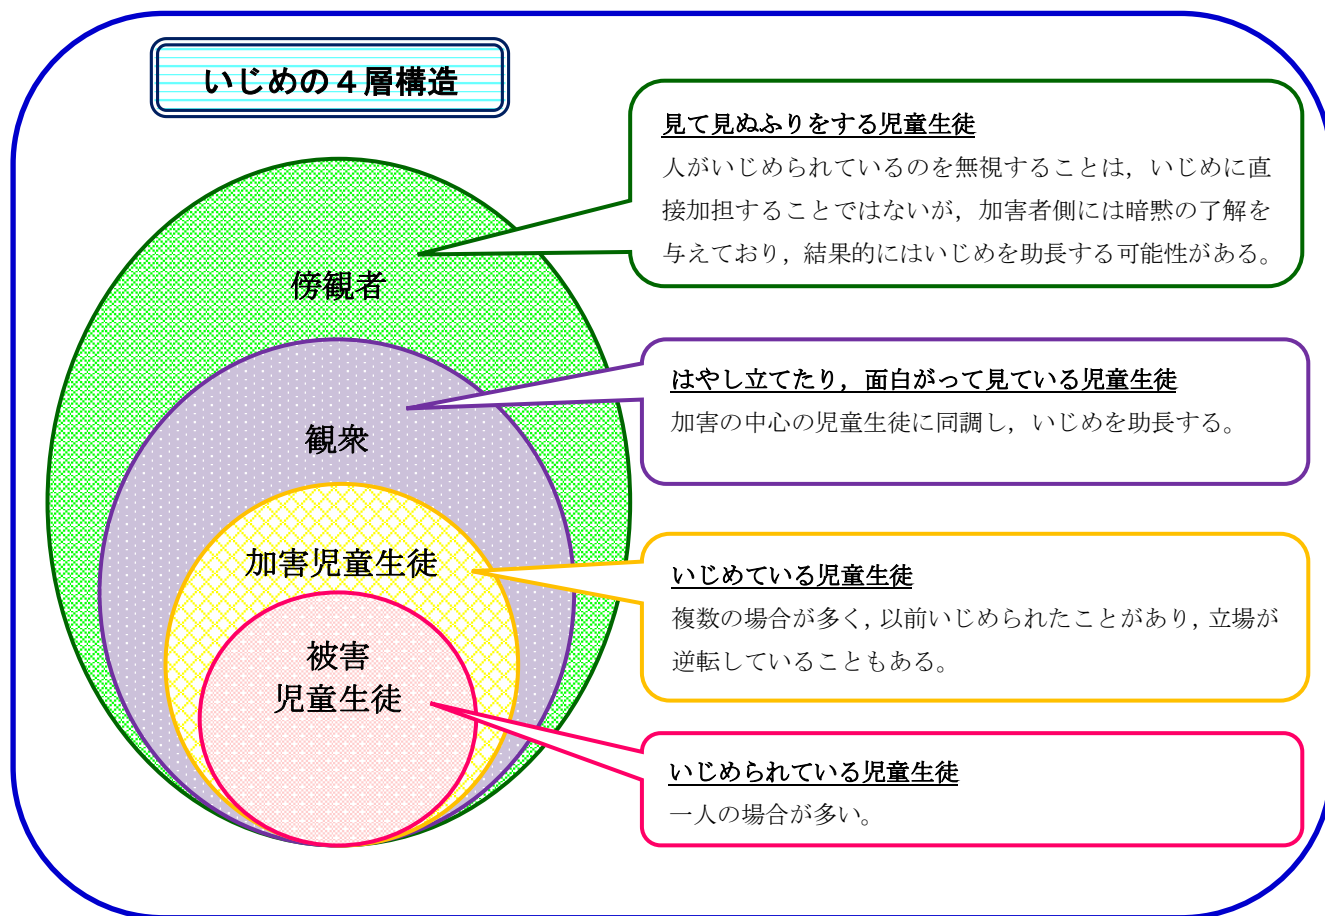 いじめの４層構造
見て見ぬふりをする児童生徒
人がいじめられているのを無視することは，いじめに直
接加担することではないが，加害者側には暗黙の了解を
与えており，結果的にはいじめを助長する可能性がある。
傍観者
はやし立てたり，面白がって見ている児童生徒
加害の中心の児童生徒に同調し，いじめを助長する。
観衆
いじめている児童生徒
複数の場合が多く，以前いじめられたことがあり，立場が
逆転していることもある。
加害児童生徒
被害
児童生徒
いじめられている児童生徒
一人の場合が多い。